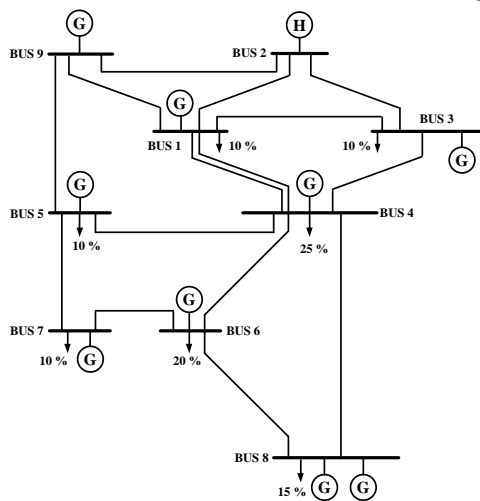 G
H
BUS 9
BUS 2
G
BUS 3
BUS 1
10 %
10 %
G
G
G
BUS 5
BUS 4
10 %
25 %
G
BUS 7
BUS 6
10 %
G
20 %
BUS 8
15 %
G
G